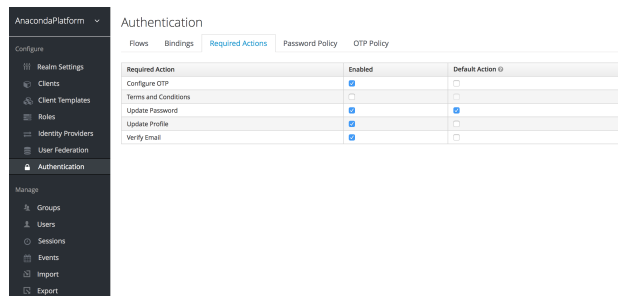 AnacondaPlatform
Authentication
Flows Bindings Required Actions Password Policy OTP Policy
Configure
Realm Settings
Clients
Client Templates
Roles
Identity Providers
User Federation
Authentication
Manage
Groups
Users
Sessions
Events
Import
Export
Required Action Enabled Default Action
Configure OTP
Terms and Conditions
Update Password
Update Profile
Verify Email